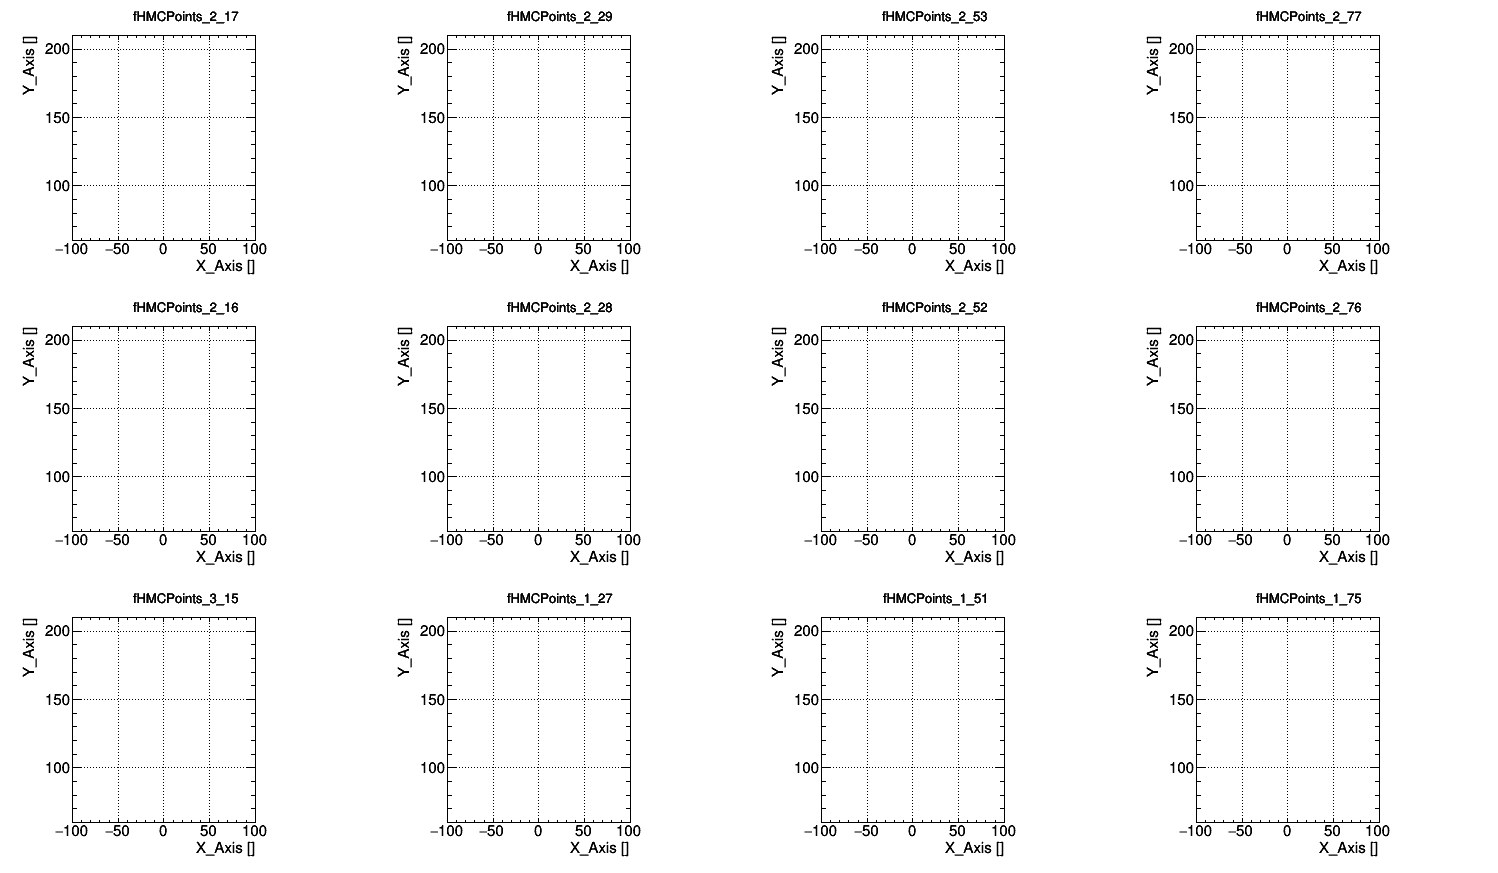 fHMCPoints_2_17
Y_Axis []
200
150
100
−100 −50 0 50 100
X_Axis []
fHMCPoints_2_29
Y_Axis []
200
150
100
−100 −50 0 50 100
X_Axis []
fHMCPoints_2_53
Y_Axis []
200
150
100
−100 −50 0 50 100
X_Axis []
fHMCPoints_2_77
Y_Axis []
200
150
100
−100 −50 0 50 100
X_Axis []
fHMCPoints_2_16
Y_Axis []
200
150
100
−100 −50 0 50 100
X_Axis []
fHMCPoints_2_28
Y_Axis []
200
150
100
−100 −50 0 50 100
X_Axis []
fHMCPoints_2_52
Y_Axis []
200
150
100
−100 −50 0 50 100
X_Axis []
fHMCPoints_2_76
Y_Axis []
200
150
100
−100 −50 0 50 100
X_Axis []
fHMCPoints_3_15
Y_Axis []
200
150
100
−100 −50 0 50 100
X_Axis []
fHMCPoints_1_27
Y_Axis []
200
150
100
−100 −50 0 50 100
X_Axis []
fHMCPoints_1_51
Y_Axis []
200
150
100
−100 −50 0 50 100
X_Axis []
fHMCPoints_1_75
Y_Axis []
200
150
100
−100 −50 0 50 100
X_Axis []